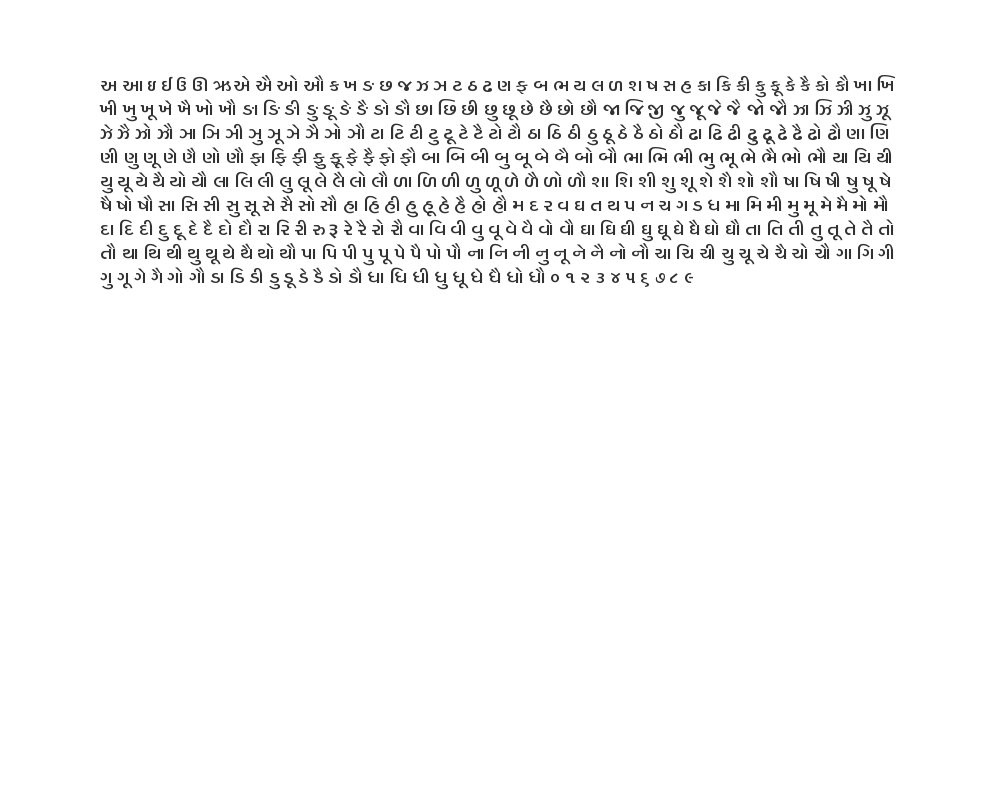 અ આ ઇ ઈ ઉ ઊ ઋ એ ઐ ઓ ઔ ક ખ ઙ છ જ ઝ ઞ ટ ઠ ઢ ણ ફ બ ભ ય લ ળ શ ષ સ હ કા કિ કી કુ કૂ કે કૈ કો કૌ ખા ખિ
ખી ખુ ખૂ ખે ખૈ ખો ખૌ ઙા ઙિ ઙી ઙુ ઙૂ ઙે ઙૈ ઙો ઙૌ છા છિ છી છુ છૂ છે છૈ છો છૌ જા જિ જી જુ જૂ જે જૈ જો જૌ ઝા ઝિ ઝી ઝુ ઝૂ
ઝે ઝૈ ઝો ઝૌ ઞા ઞિ ઞી ઞુ ઞૂ ઞે ઞૈ ઞો ઞૌ ટા ટિ ટી ટુ ટૂ ટે ટૈ ટો ટૌ ઠા ઠિ ઠી ઠુ ઠૂ ઠે ઠૈ ઠો ઠૌ ઢા ઢિ ઢી ઢુ ઢૂ ઢે ઢૈ ઢો ઢૌ ણા ણિ
ણી ણુ ણૂ ણે ણૈ ણો ણૌ ફા ફિ ફી ફુ ફૂ ફે ફૈ ફો ફૌ બા બિ બી બુ બૂ બે બૈ બો બૌ ભા ભિ ભી ભુ ભૂ ભે ભૈ ભો ભૌ યા યિ યી
યુ યૂ યે યૈ યો યૌ લા લિ લી લુ લૂ લે લૈ લો લૌ ળા ળિ ળી ળુ ળૂ ળે ળૈ ળો ળૌ શા શિ શી શુ શૂ શે શૈ શો શૌ ષા ષિ ષી ષુ ષૂ ષે
ષૈ ષો ષૌ સા સિ સી સુ સૂ સે સૈ સો સૌ હા હિ હી હુ હૂ હે હૈ હો હૌ મ દ ર વ ઘ ત થ પ ન ચ ગ ડ ધ મા મિ મી મુ મૂ મે મૈ મો મૌ
દા દિ દી દુ દૂ દે દૈ દો દૌ રા રિ રી રુ રૂ રે રૈ રો રૌ વા વિ વી વુ વૂ વે વૈ વો વૌ ઘા ઘિ ઘી ઘુ ઘૂ ઘે ઘૈ ઘો ઘૌ તા તિ તી તુ તૂ તે તૈ તો
તૌ થા થિ થી થુ થૂ થે થૈ થો થૌ પા પિ પી પુ પૂ પે પૈ પો પૌ ના નિ ની નુ નૂ ને નૈ નો નૌ ચા ચિ ચી ચુ ચૂ ચે ચૈ ચો ચૌ ગા ગિ ગી
ગુ ગૂ ગે ગૈ ગો ગૌ ડા ડિ ડી ડુ ડૂ ડે ડૈ ડો ડૌ ધા ધિ ધી ધુ ધૂ ધે ધૈ ધો ધૌ ૦ ૧ ૨ ૩ ૪ ૫ ૬ ૭ ૮ ૯